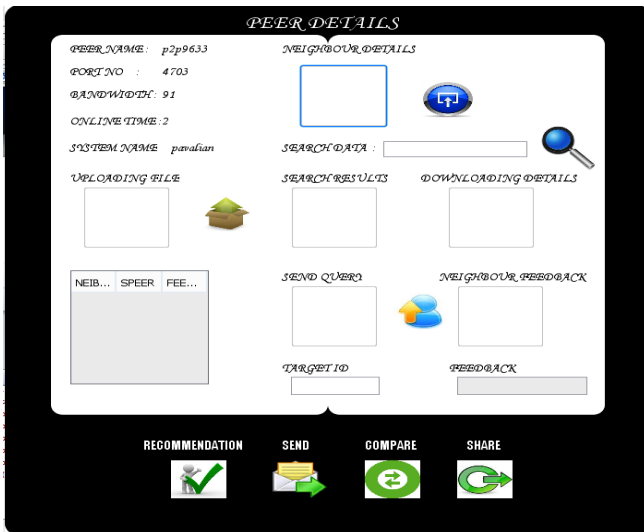 PEER DETAILS
PEER NAME : p2p9633
PORT NO : 4703
BANDWIDTH : 91
ONLINE TIME : 2
SYSTEM NAME pavalian
NEIGHBOUR DETAILS
SEARCH DATA :
UPLOADING FILE
SEARCH RESULTS
DOWNLOADING DETAILS
NEIB... SPEER FEE...
SEND QUERY
NEIGHBOUR FEEDBACK
TARGET ID
FEEDBACK
RECOMMENDATION SEND COMPARE SHARE